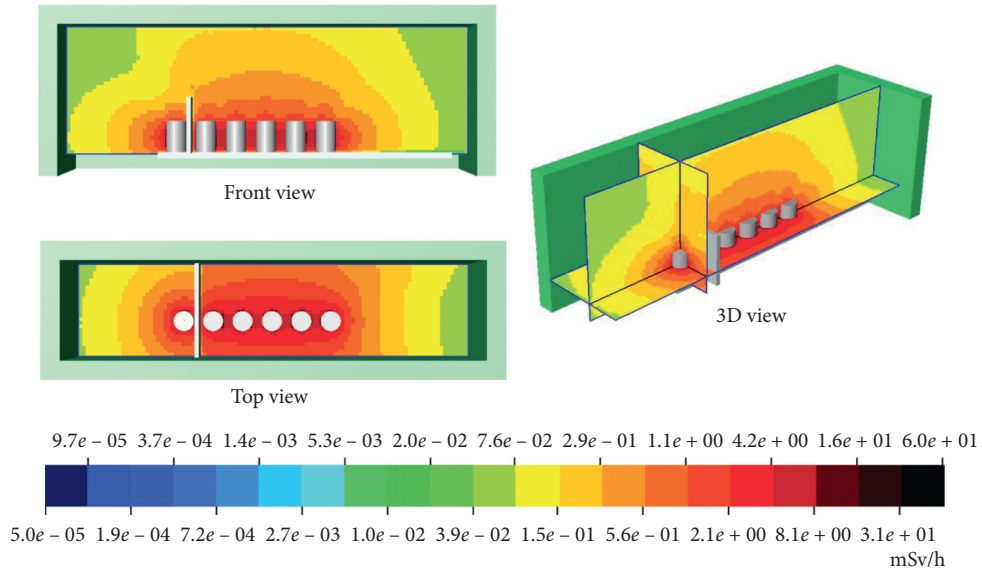 Front view
3D view
Top view
9.7e – 05 3.7e – 04 1.4e – 03 5.3e – 03 2.0e – 02 7.6e – 02 2.9e – 01 1.1e + 00 4.2e + 00 1.6e + 01 6.0e + 01
5.0e – 05 1.9e – 04 7.2e – 04 2.7e – 03 1.0e – 02 3.9e – 02 1.5e – 01 5.6e – 01 2.1e + 00 8.1e + 00 3.1e + 01
mSv/h